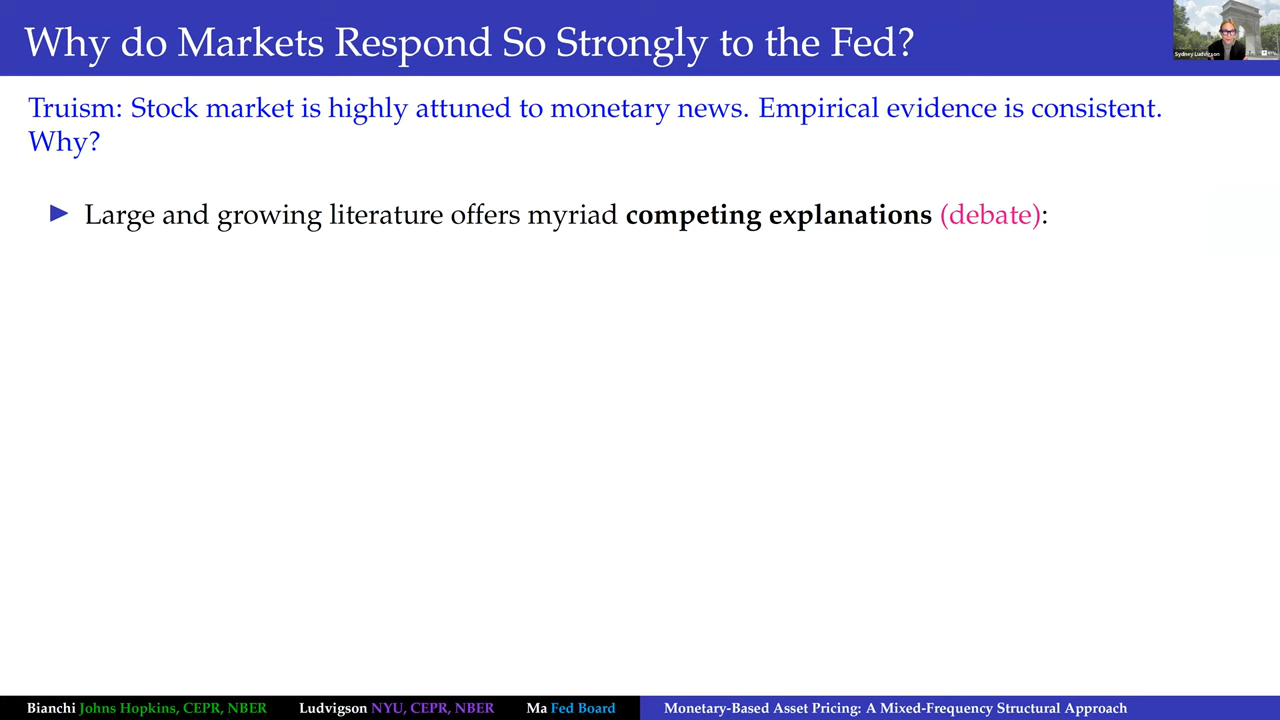 Why do Markets Respond So Strongly to the Fed?
Sydney Ludvigson
Truism: Stock market is highly attuned to monetary news. Empirical evidence is consistent.
Why?
▶ Large and growing literature offers myriad competing explanations (debate):
Bianchi Johns Hopkins, CEPR, NBER Ludvigson NYU, CEPR, NBER Ma Fed Board Monetary-Based Asset Pricing: A Mixed-Frequency Structural Approach